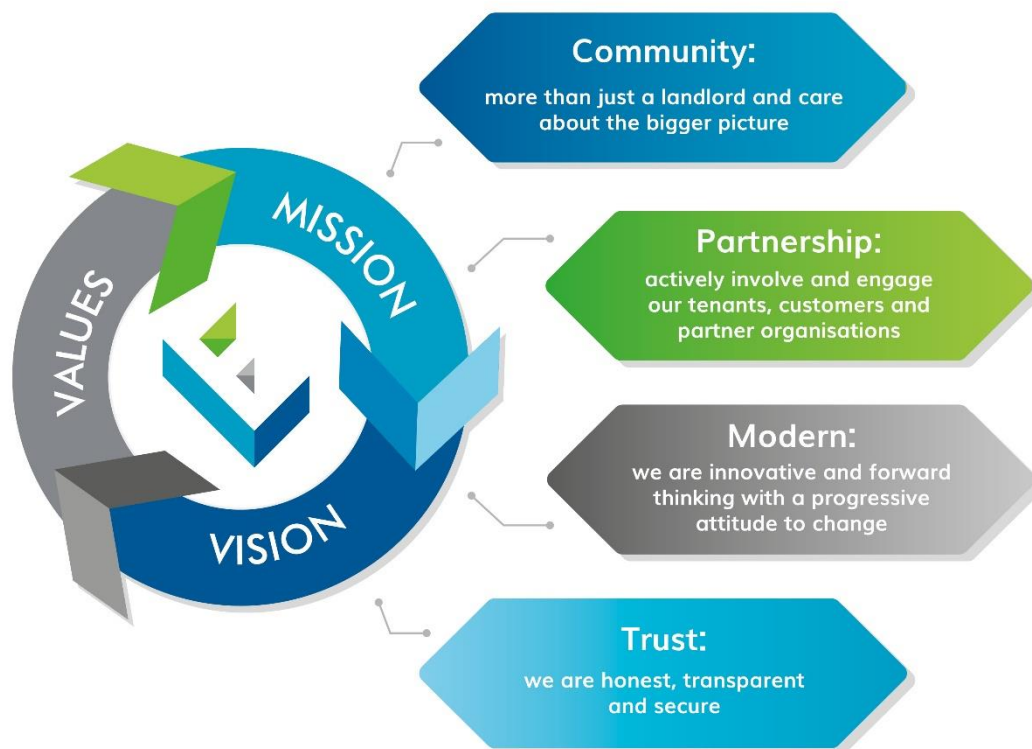 Community:
more than just a landlord and care
about the bigger picture
MISSION
VALUES
VISION
Partnership:
actively involve and engage
our tenants, customers and
partner organisations
Modern:
we are innovative and forward
thinking with a progressive
attitude to change
Trust:
we are honest, transparent
and secure